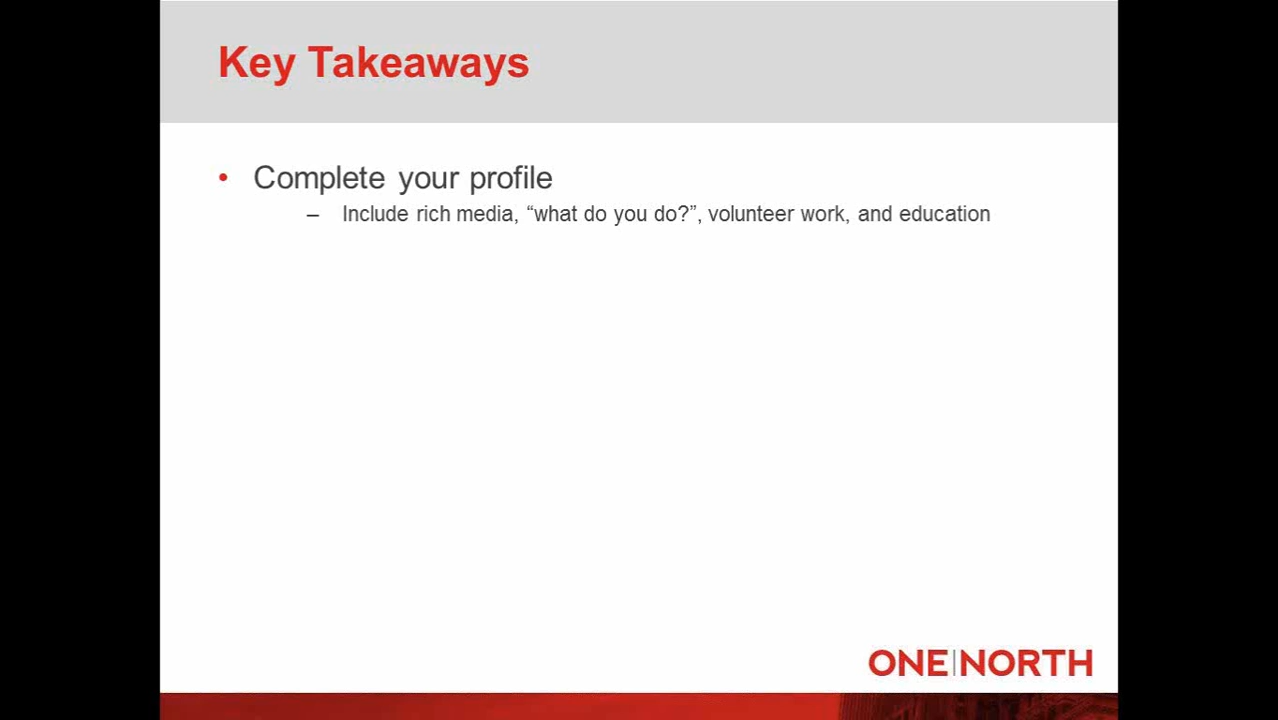 Key Takeaways
• Complete your profile
– Include rich media, “what do you do?”, volunteer work, and education
ONE|NORTH